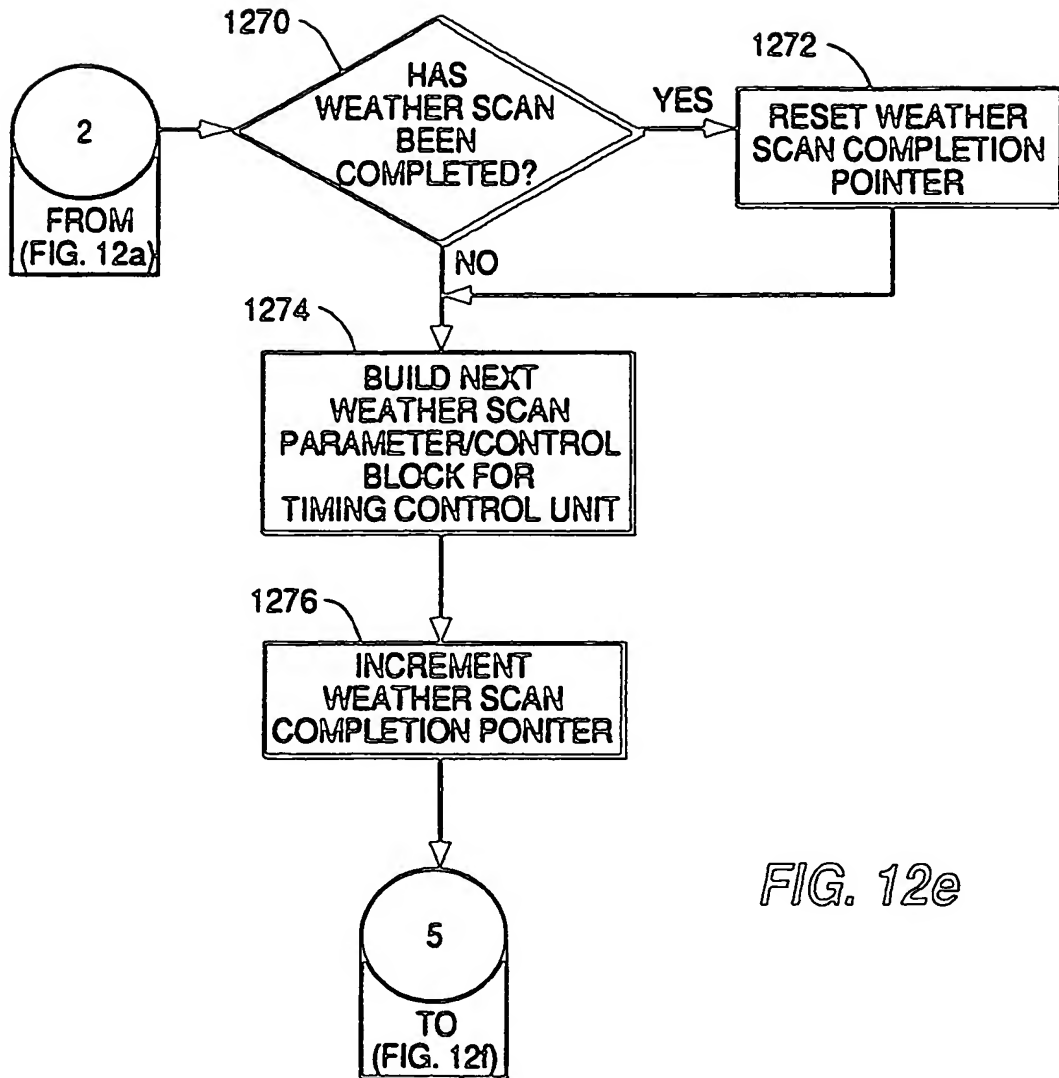 1270
HAS
WEATHER SCAN
BEEN
COMPLETED?
YES
1272
RESET WEATHER
SCAN COMPLETION
POINTER
2
FROM
(FIG. 12a)
NO
1274
BUILD NEXT
WEATHER SCAN
PARAMETER/CONTROL
BLOCK FOR
TIMING CONTROL UNIT
1276
INCREMENT
WEATHER SCAN
COMPLETION PONITER
5
TO
(FIG. 12f)
FIG. 12e